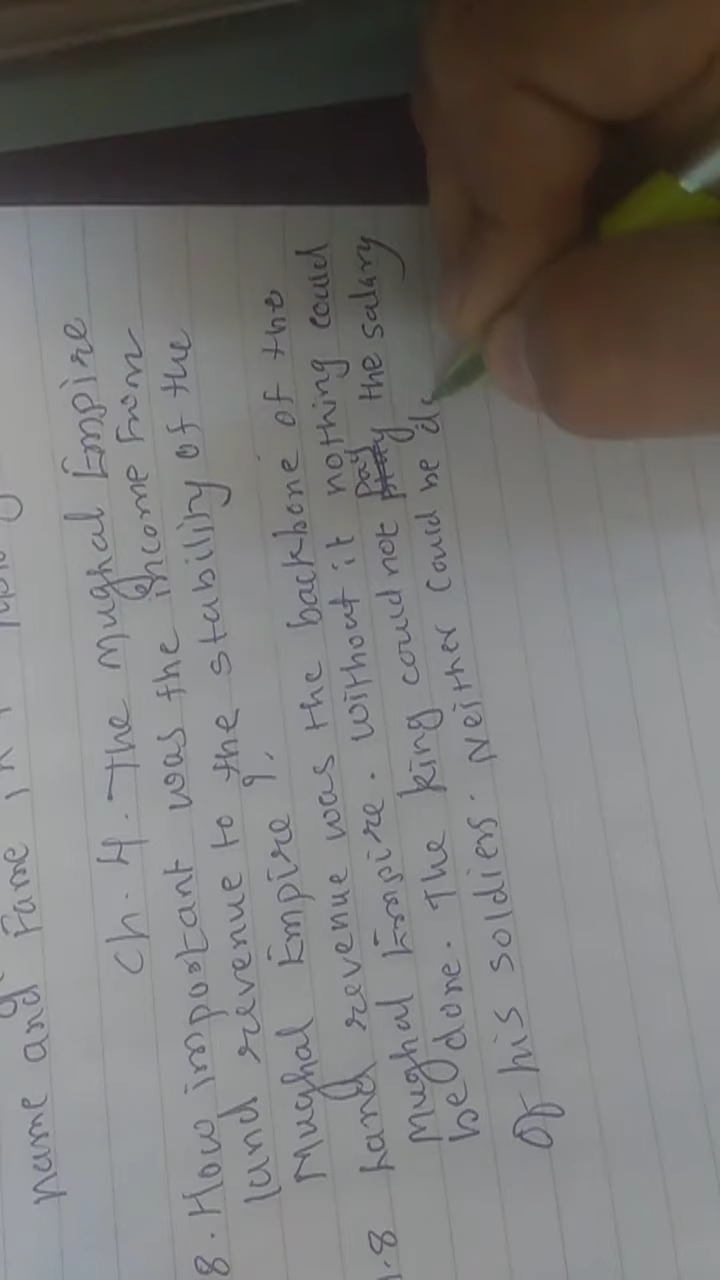 name and Fame in
Ch. 4. The Mughal Empire
8. How important was the income From
land revenue to the stability of the
Mughal Empire ?
.8 Land revenue was the backbone of the
Mughal Empire. Without it nothing could
be done. The king could not pay the salary
of his soldiers. Neither could be